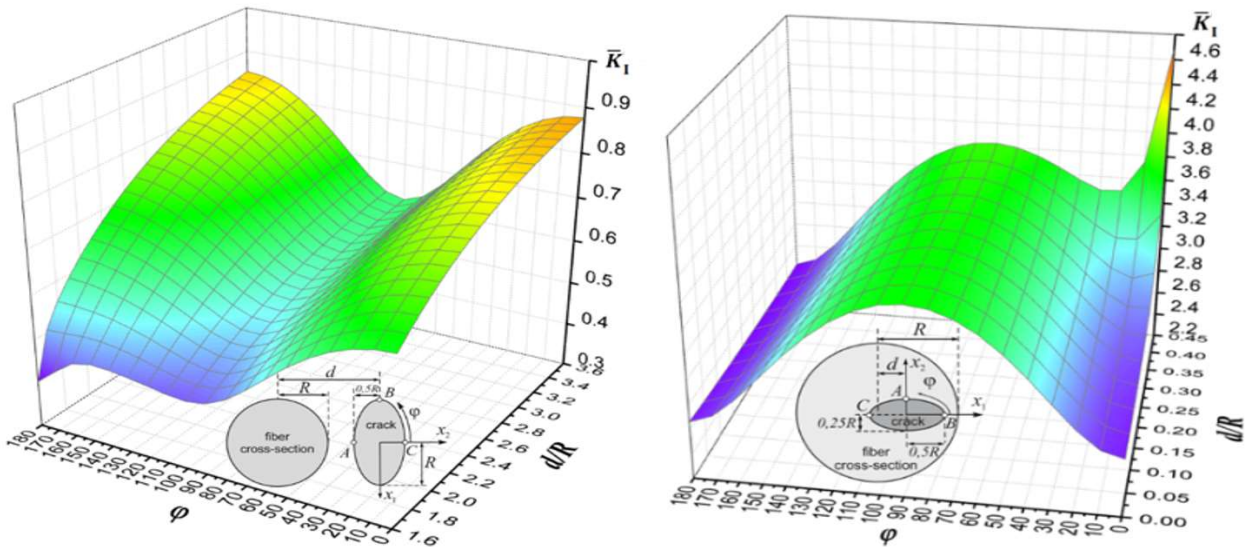 K̄I
0.9
0.8
0.7
0.6
0.5
0.4
0.3
3.4
3.2
3.0
2.8
2.6
2.4
2.2
2.0
1.8
1.6
d/R
180
170
160
150
140
130
120
110
100
90
80
70
60
50
40
30
20
10
0
φ
d
R
0,5R
B
φ
fiber
cross-section
crack
A
C
x2
R
x1
K̄I
4.6
4.4
4.2
4.0
3.8
3.6
3.4
3.2
3.0
2.8
2.6
2.4
2.2
0.45
0.40
0.35
0.30
0.25
0.20
0.15
0.10
0.05
0.00
d/R
180
170
160
150
140
130
120
110
100
90
80
70
60
50
40
30
20
10
0
φ
R
d
x2
A
φ
C
B
x1
0,25R
crack
0,5R
fiber
cross-section